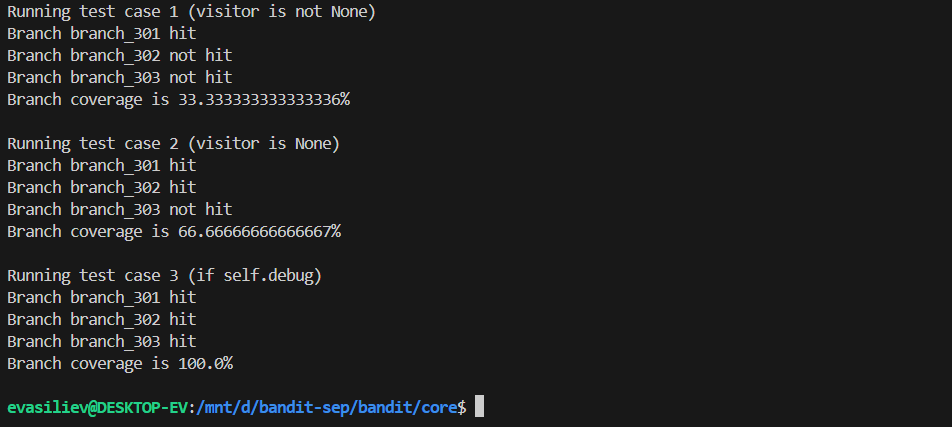 Running test case 1 (visitor is not None)
Branch branch_301 hit
Branch branch_302 not hit
Branch branch_303 not hit
Branch coverage is 33.333333333333336%
Running test case 2 (visitor is None)
Branch branch_301 hit
Branch branch_302 hit
Branch branch_303 not hit
Branch coverage is 66.66666666666667%
Running test case 3 (if self.debug)
Branch branch_301 hit
Branch branch_302 hit
Branch branch_303 hit
Branch coverage is 100.0%
evasiliev@DESKTOP-EV:/mnt/d/bandit-sep/bandit/core$